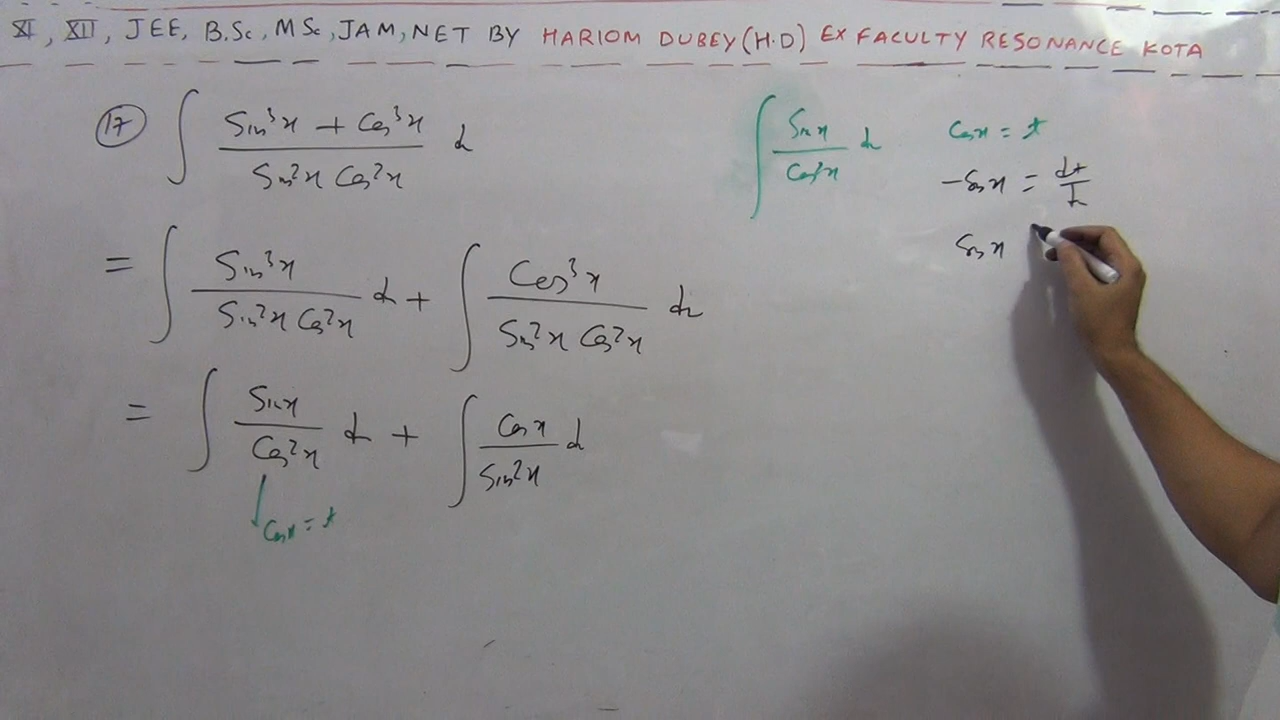 XI, XII, JEE, B.Sc, MSc, JAM, NET BY HARIOM DUBEY (H.D) EX FACULTY RESONANCE KOTA
(17) ∫ (Sin³x + Cos³x)/(Sin²x Cos²x) dx
= ∫ Sin³x/(Sin²x Cos²x) dx + ∫ Cos³x/(Sin²x Cos²x) dx
= ∫ Sinx/Cos²x dx + ∫ Cosx/Sin²x dx
Cosx = t
∫ Sinx/Cos²x dx
Cosx = t
-Sinx = dt/dx
Sinx